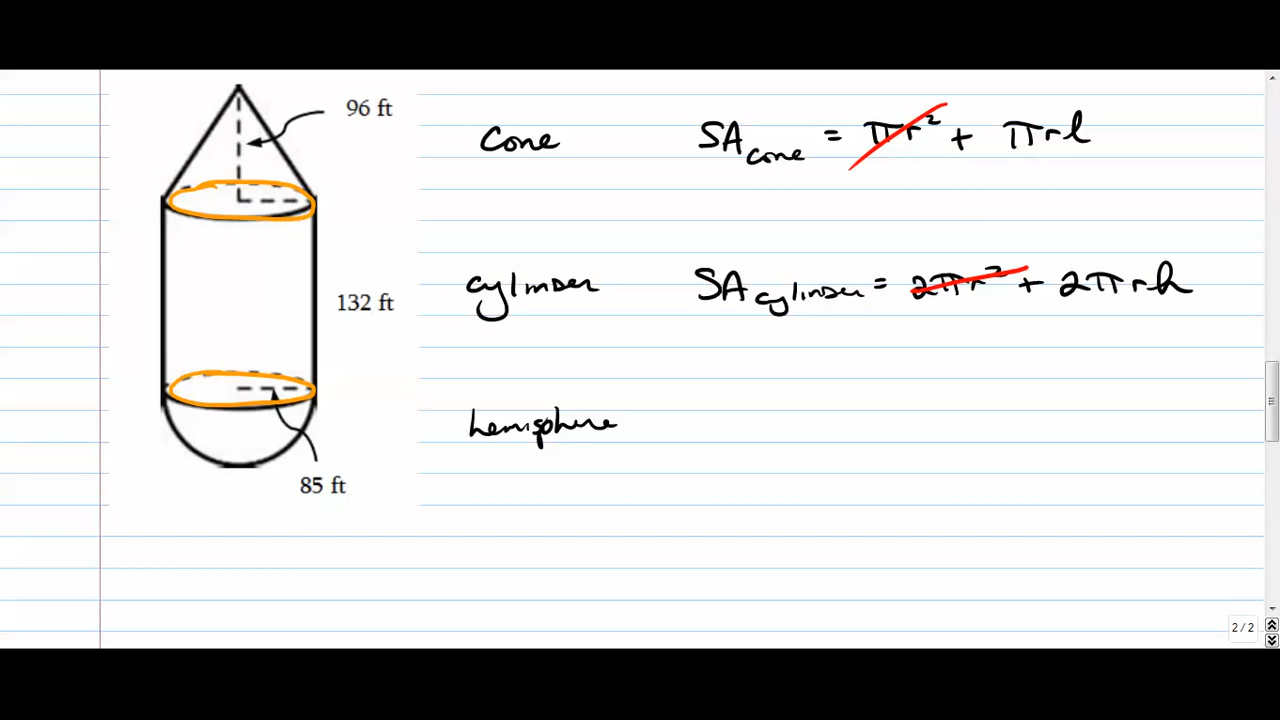 96 ft
cone SA cone = πr² + πrl
132 ft
cylinder SA cylinder = 2πr² + 2πrh
hemisphere
85 ft
2/2